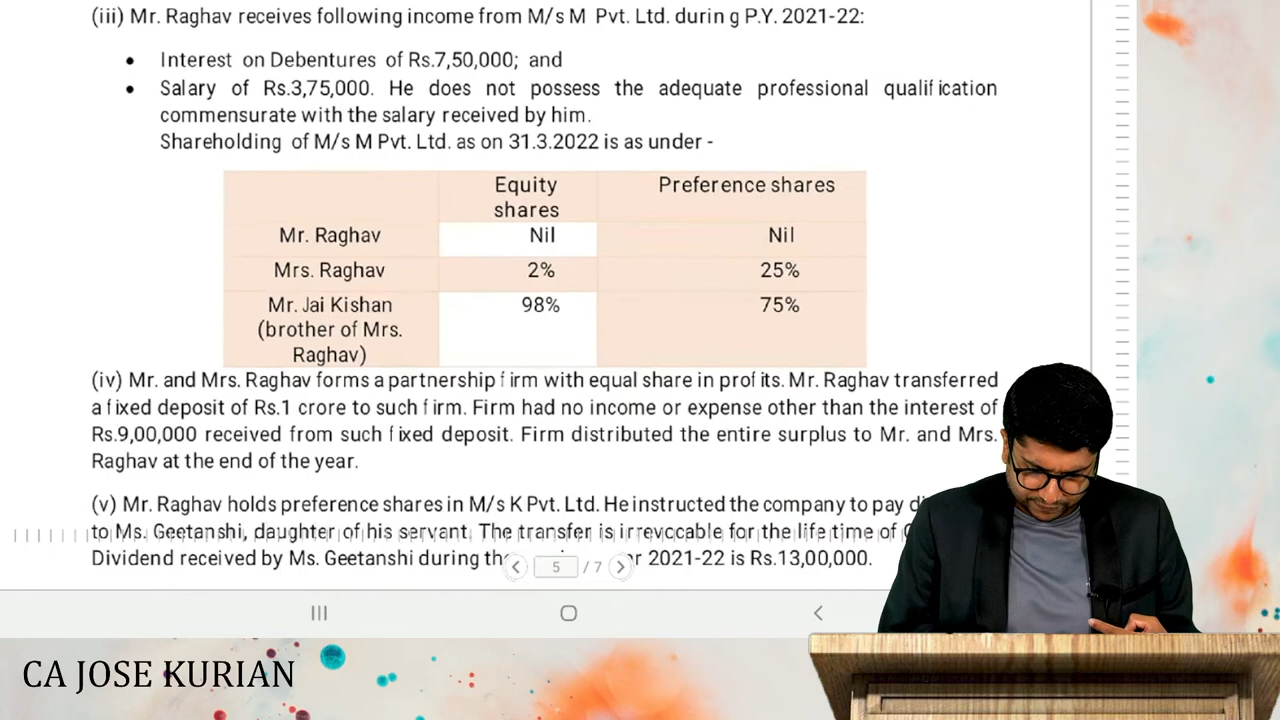 (iii) Mr. Raghav receives following income from M/s M Pvt. Ltd. durin g P.Y. 2021-22:
• Interest on Debentures of Rs.7,50,000; and
• Salary of Rs.3,75,000. He does not possess the adequate professional qualification
commensurate with the salary received by him.
Shareholding of M/s M Pvt. Ltd. as on 31.3.2022 is as under -
Equity Preference shares
shares
Mr. Raghav Nil Nil
Mrs. Raghav 2% 25%
Mr. Jai Kishan 98% 75%
(brother of Mrs.
Raghav)
(iv) Mr. and Mrs. Raghav forms a partnership firm with equal share in profits. Mr. Raghav transferred
a fixed deposit of Rs.1 crore to such firm. Firm had no income or expense other than the interest of
Rs.9,00,000 received from such fixed deposit. Firm distributed the entire surplus to Mr. and Mrs.
Raghav at the end of the year.
(v) Mr. Raghav holds preference shares in M/s K Pvt. Ltd. He instructed the company to pay
to Ms. Geetanshi, daughter of his servant. The transfer is irrevocable for the life time of
Dividend received by Ms. Geetanshi during 2021-22 is Rs.13,00,000.
5 / 7
CA JOSE KURIAN